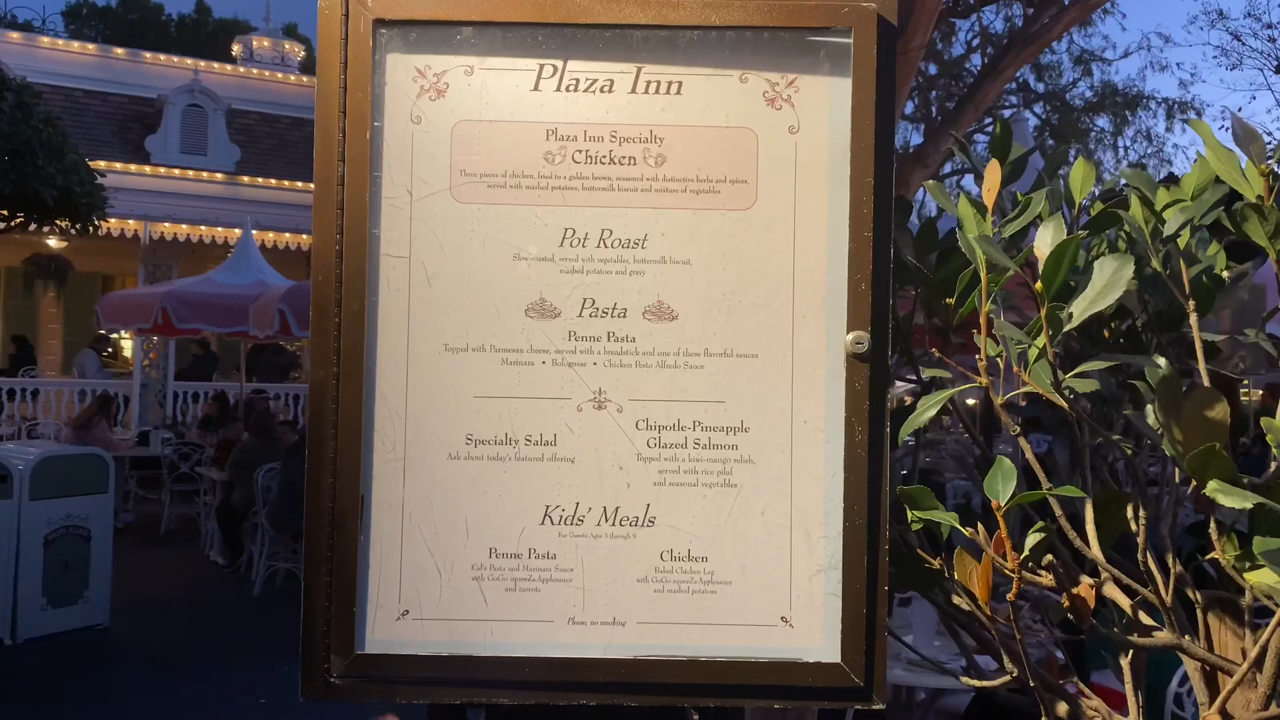 Plaza Inn
Plaza Inn Specialty
Chicken
Three pieces of chicken, fried to a golden brown, seasoned with distinctive herbs and spices,
served with mashed potatoes, buttermilk biscuit and mixture of vegetables
Pot Roast
Slow-roasted, served with vegetables, buttermilk biscuit,
mashed potatoes and gravy
Pasta
Penne Pasta
Topped with Parmesan cheese, served with a breadstick and one of these flavorful sauces
Marinara • Bolognese • Chicken Pesto Alfredo Sauce
Specialty Salad
Ask about today's featured offering
Chipotle-Pineapple
Glazed Salmon
Topped with a kiwi-mango relish,
served with rice pilaf
and seasonal vegetables
Kids' Meals
For Guests Ages 3 through 9
Penne Pasta
Kid's Pasta and Marinara Sauce
with GoGo squeeZ Applesauce
and carrots
Chicken
Baked Chicken Leg
with GoGo squeeZ Applesauce
and mashed potatoes
Please, no smoking